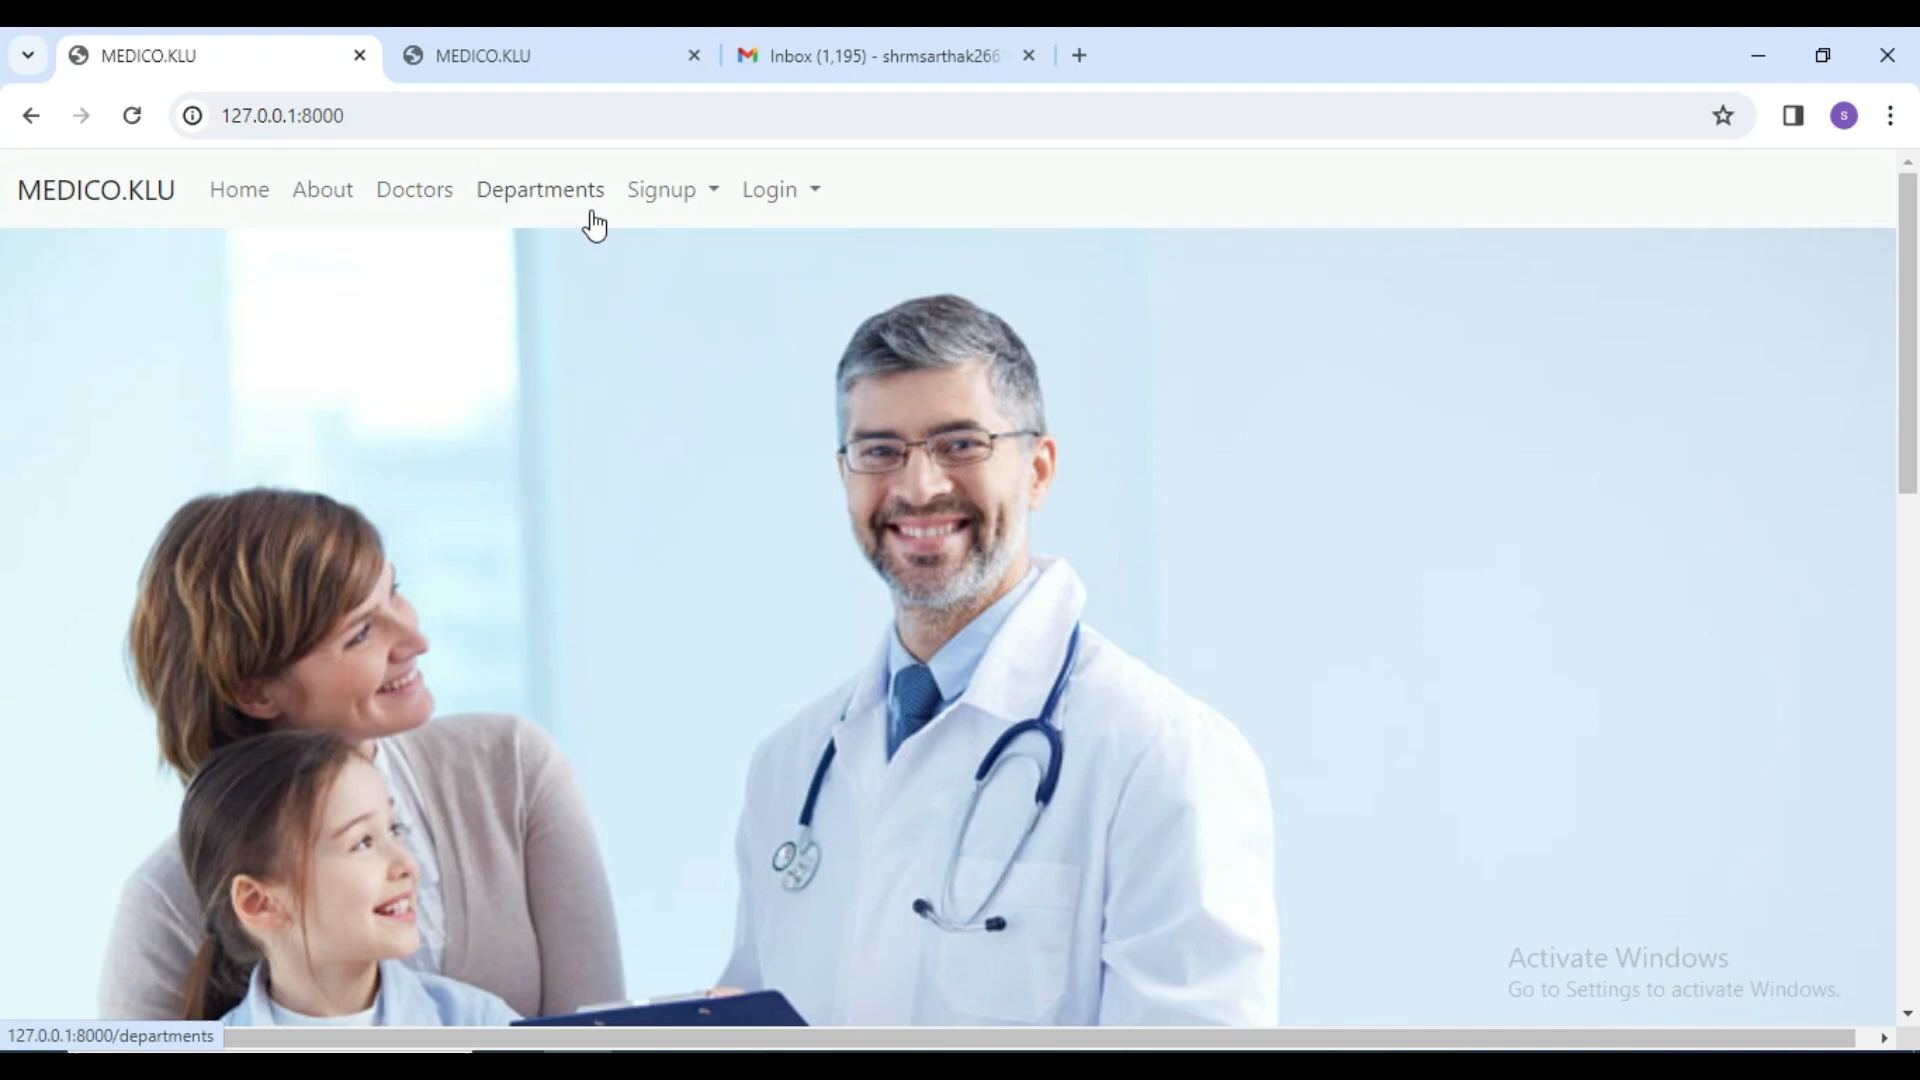 MEDICO.KLU
MEDICO.KLU
Inbox (1,195) - shrmsarthak266
127.0.0.1:8000
S
MEDICO.KLU Home About Doctors Departments Signup Login
Activate Windows
Go to Settings to activate Windows.
127.0.0.1:8000/departments